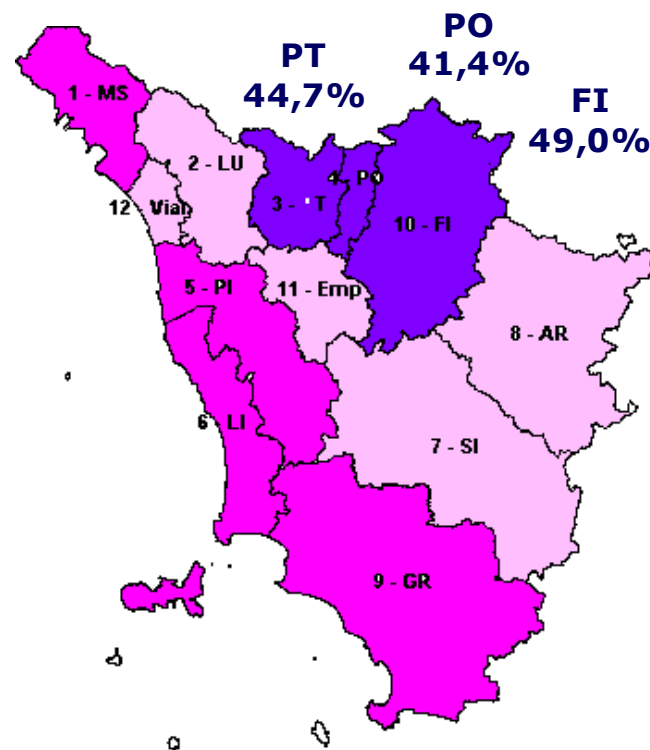 PT
44,7%
PO
41,4%
FI
49,0%
1 - MS
2 - LU
12 Viar
3 - T
4 - PO
10 - FI
5 - PI
11 - Emp
8 - AR
6 - LI
7 - SI
9 - GR